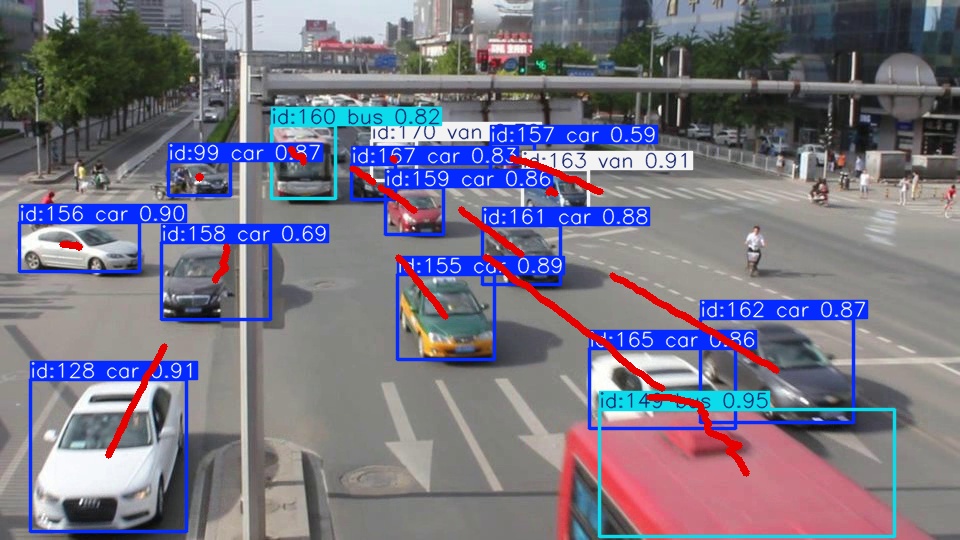 id:160 bus 0.82
id:170 van
id:157 car 0.59
id:99 car 0.87
id:167 car 0.83
id:163 van 0.91
id:159 car 0.86
id:156 car 0.90
id:161 car 0.88
id:158 car 0.69
id:155 car 0.89
id:162 car 0.87
id:165 car 0.86
id:128 car 0.91
id:149 bus 0.95